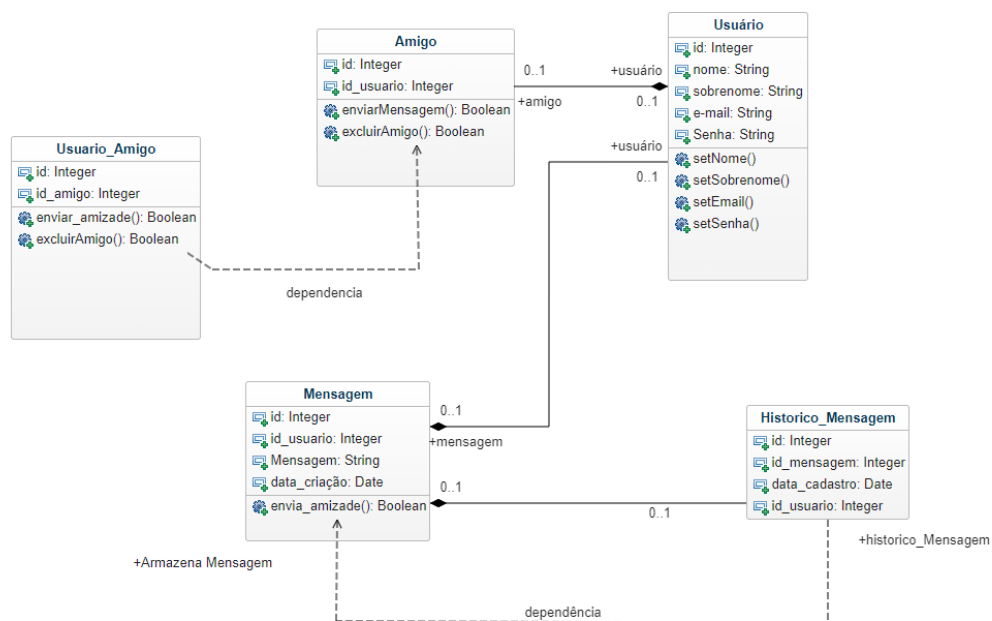 Usuário
id: Integer
nome: String
sobrenome: String
e-mail: String
Senha: String
setNome()
setSobrenome()
setEmail()
setSenha()
Amigo
id: Integer
id_usuario: Integer
enviarMensagem(): Boolean
excluirAmigo(): Boolean
0..1
+amigo
+usuário
0..1
+usuário
0..1
Usuario_Amigo
id: Integer
id_amigo: Integer
enviar_amizade(): Boolean
excluirAmigo(): Boolean
dependencia
Mensagem
id: Integer
id_usuario: Integer
Mensagem: String
data_criação: Date
envia_amizade(): Boolean
0..1
+mensagem
0..1
0..1
Historico_Mensagem
id: Integer
id_mensagem: Integer
data_cadastro: Date
id_usuario: Integer
+historico_Mensagem
+Armazena Mensagem
dependência